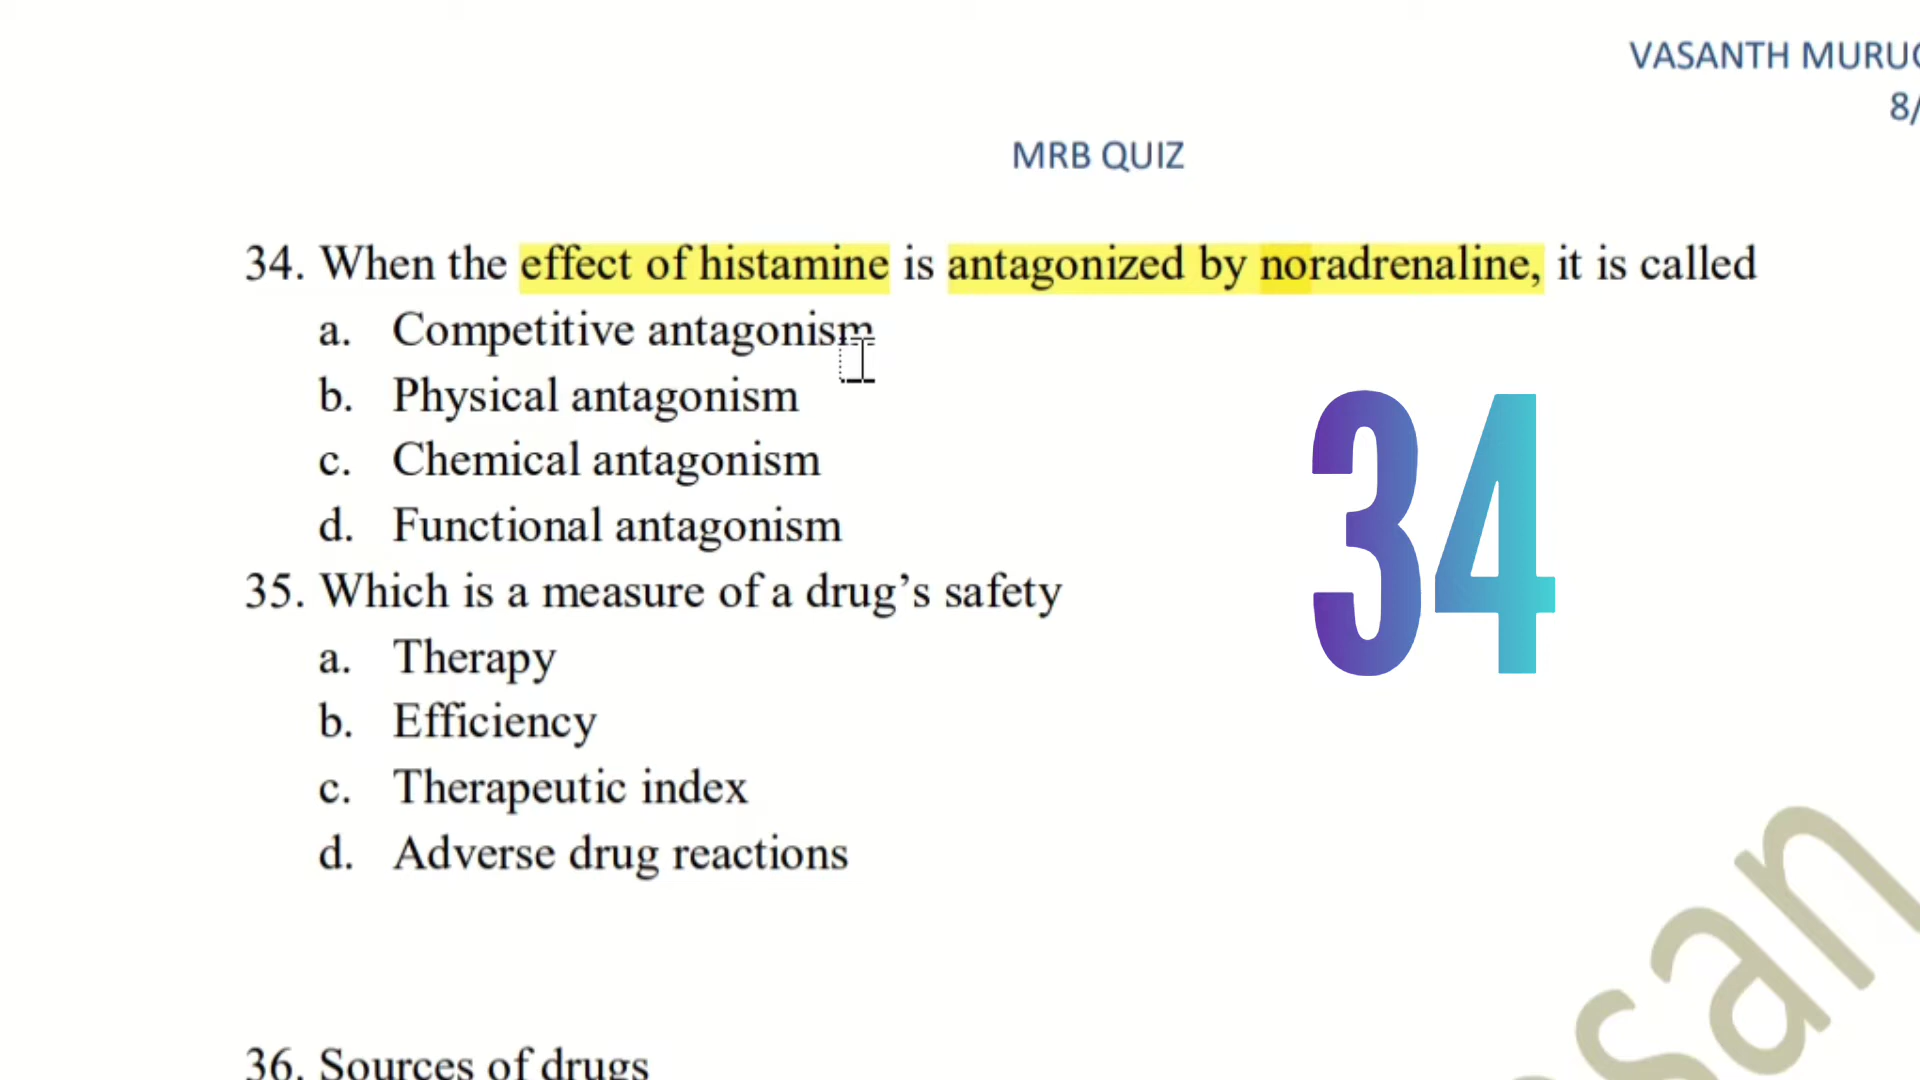 VASANTH
8/
MRB QUIZ
34. When the effect of histamine is antagonized by noradrenaline, it is called
a. Competitive antagonism
b. Physical antagonism
c. Chemical antagonism
d. Functional antagonism
34
35. Which is a measure of a drug’s safety
a. Therapy
b. Efficiency
c. Therapeutic index
d. Adverse drug reactions
36. Sources of drugs
san